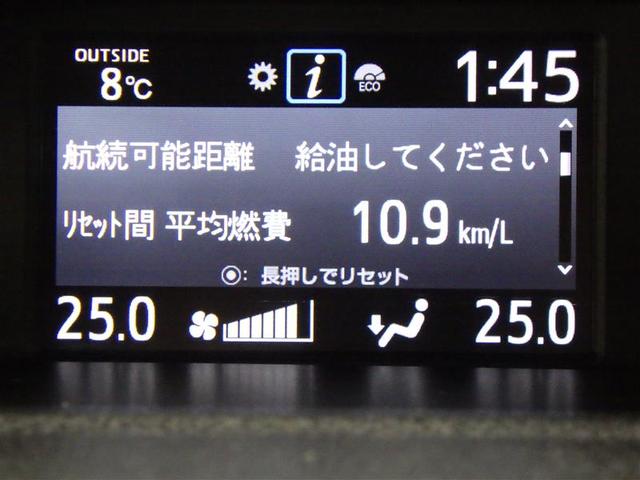 OUTSIDE
8℃
i
ECO
1:45
航続可能距離 給油してください
ﾘｾｯﾄ間 平均燃費 10.9 km/L
◉: 長押しでリセット
25.0
25.0